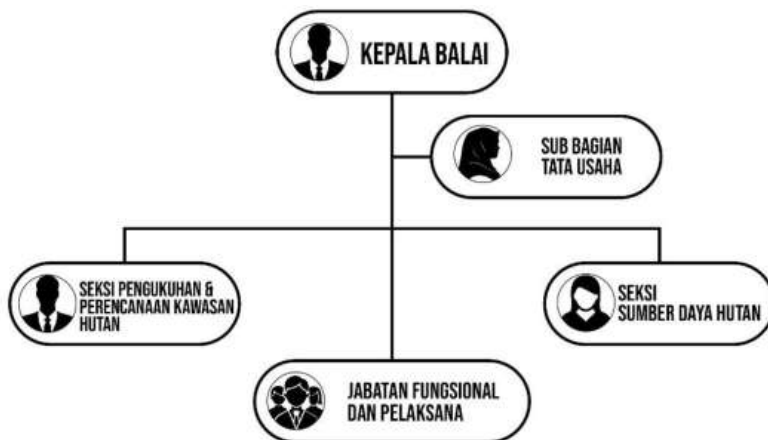 KEPALA BALAI
SUB BAGIAN
TATA USAHA
SEKSI PENGUKUHAN &
PERENCANAAN KAWASAN
HUTAN
SEKSI
SUMBER DAYA HUTAN
JABATAN FUNGSIONAL
DAN PELAKSANA